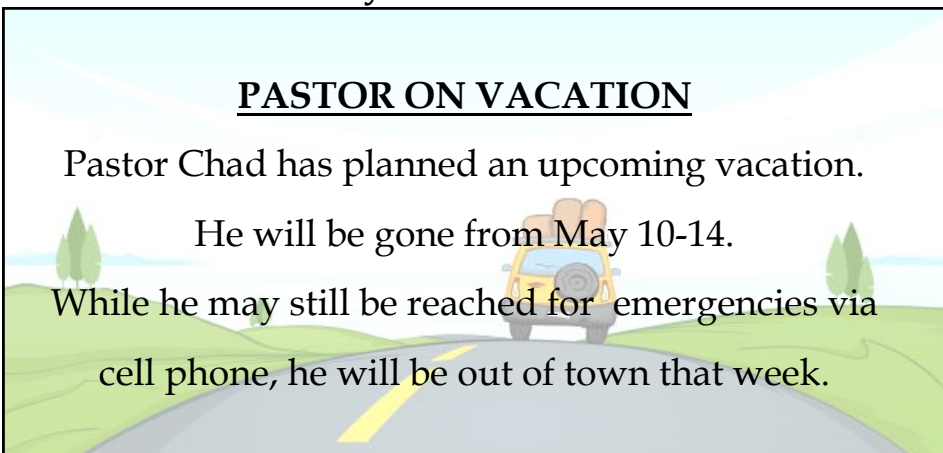 PASTOR ON VACATION
Pastor Chad has planned an upcoming vacation.
He will be gone from May 10-14.
While he may still be reached for emergencies via
cell phone, he will be out of town that week.